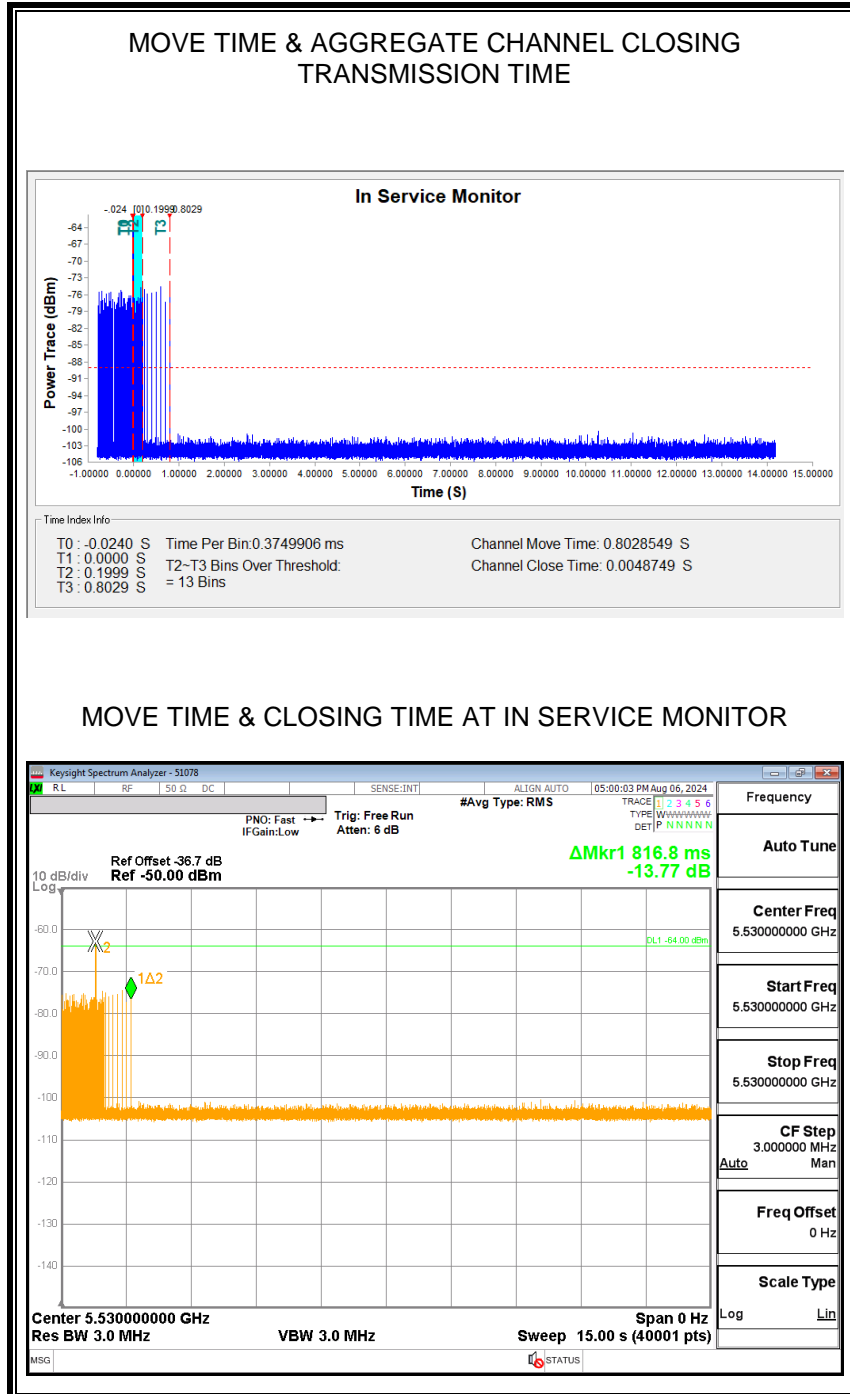 MOVE TIME & AGGREGATE CHANNEL CLOSING
TRANSMISSION TIME
In Service Monitor
-.024 [0]0.1999 0.8029
T2
T3
Power Trace (dBm)
-64
-67
-70
-73
-76
-79
-82
-85
-88
-91
-94
-97
-100
-103
-106
-1.00000 0.00000 1.00000 2.00000 3.00000 4.00000 5.00000 6.00000 7.00000 8.00000 9.00000 10.00000 11.00000 12.00000 13.00000 14.00000 15.00000
Time (S)
Time Index Info
T0 : -0.0240 S Time Per Bin:0.3749906 ms Channel Move Time: 0.8028549 S
T1 : 0.0000 S
T2 : 0.1999 S T2~T3 Bins Over Threshold: Channel Close Time: 0.0048749 S
T3 : 0.8029 S = 13 Bins
MOVE TIME & CLOSING TIME AT IN SERVICE MONITOR
Keysight Spectrum Analyzer - 51078
LXI RL RF 50 Ω DC SENSE:INT ALIGN AUTO 05:00:03 PM Aug 06, 2024
#Avg Type: RMS
TRACE 1 2 3 4 5 6
TYPE WWWWWW
DET P N N N N N
PNO: Fast
IFGain:Low
Trig: Free Run
Atten: 6 dB
Frequency
Auto Tune
ΔMkr1 816.8 ms
-13.77 dB
Ref Offset -36.7 dB
10 dB/div Ref -50.00 dBm
Log
DL1 -64.00 dBm
2
1Δ2
-60.0
-70.0
-80.0
-90.0
-100
-110
-120
-130
-140
Center Freq
5.530000000 GHz
Start Freq
5.530000000 GHz
Stop Freq
5.530000000 GHz
CF Step
3.000000 MHz
Auto Man
Freq Offset
0 Hz
Scale Type
Log Lin
Center 5.530000000 GHz Span 0 Hz
Res BW 3.0 MHz VBW 3.0 MHz Sweep 15.00 s (40001 pts)
MSG STATUS